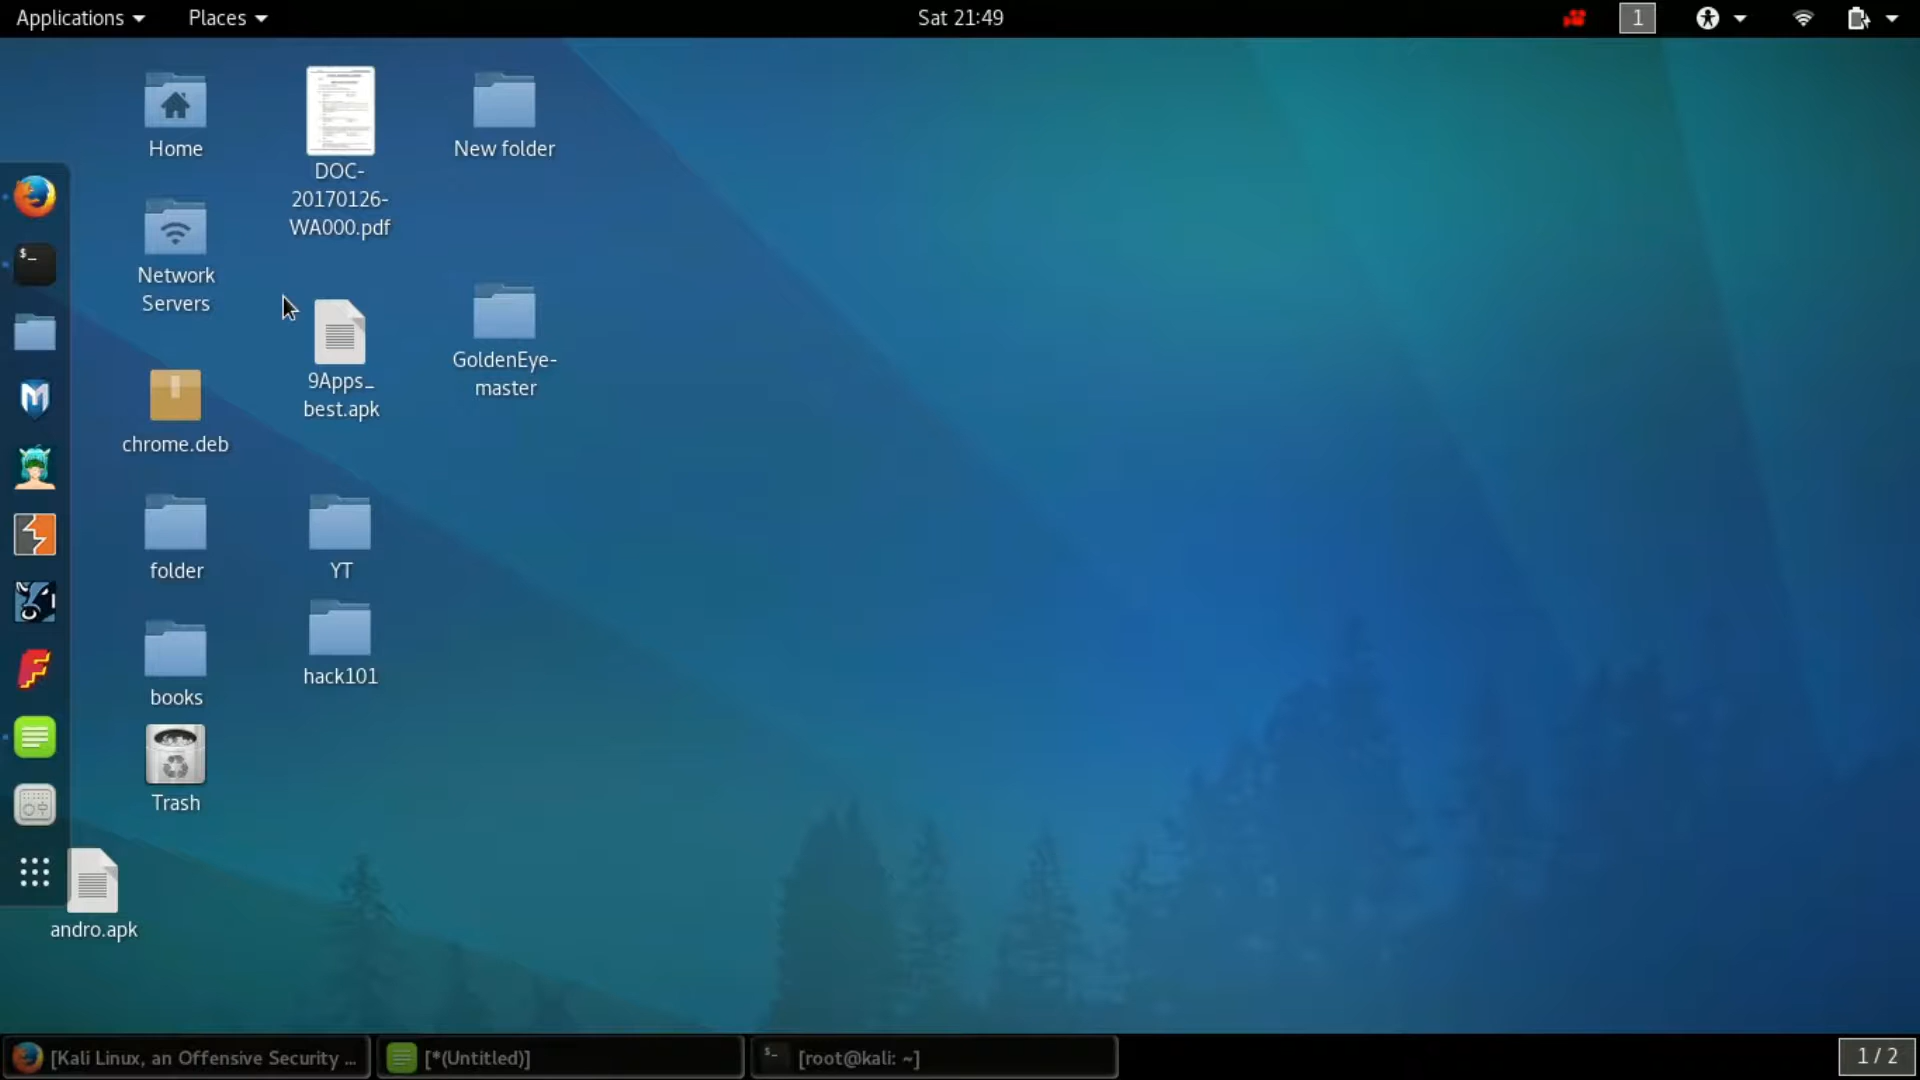 Applications
Places
Sat 21:49
1
Home
DOC-
20170126-
WA000.pdf
New folder
$_
Network
Servers
9Apps_
best.apk
GoldenEye-
master
chrome.deb
folder
YT
books
hack101
Trash
andro.apk
[Kali Linux, an Offensive Security ...
[*(Untitled)]
[root@kali: ~]
1 / 2